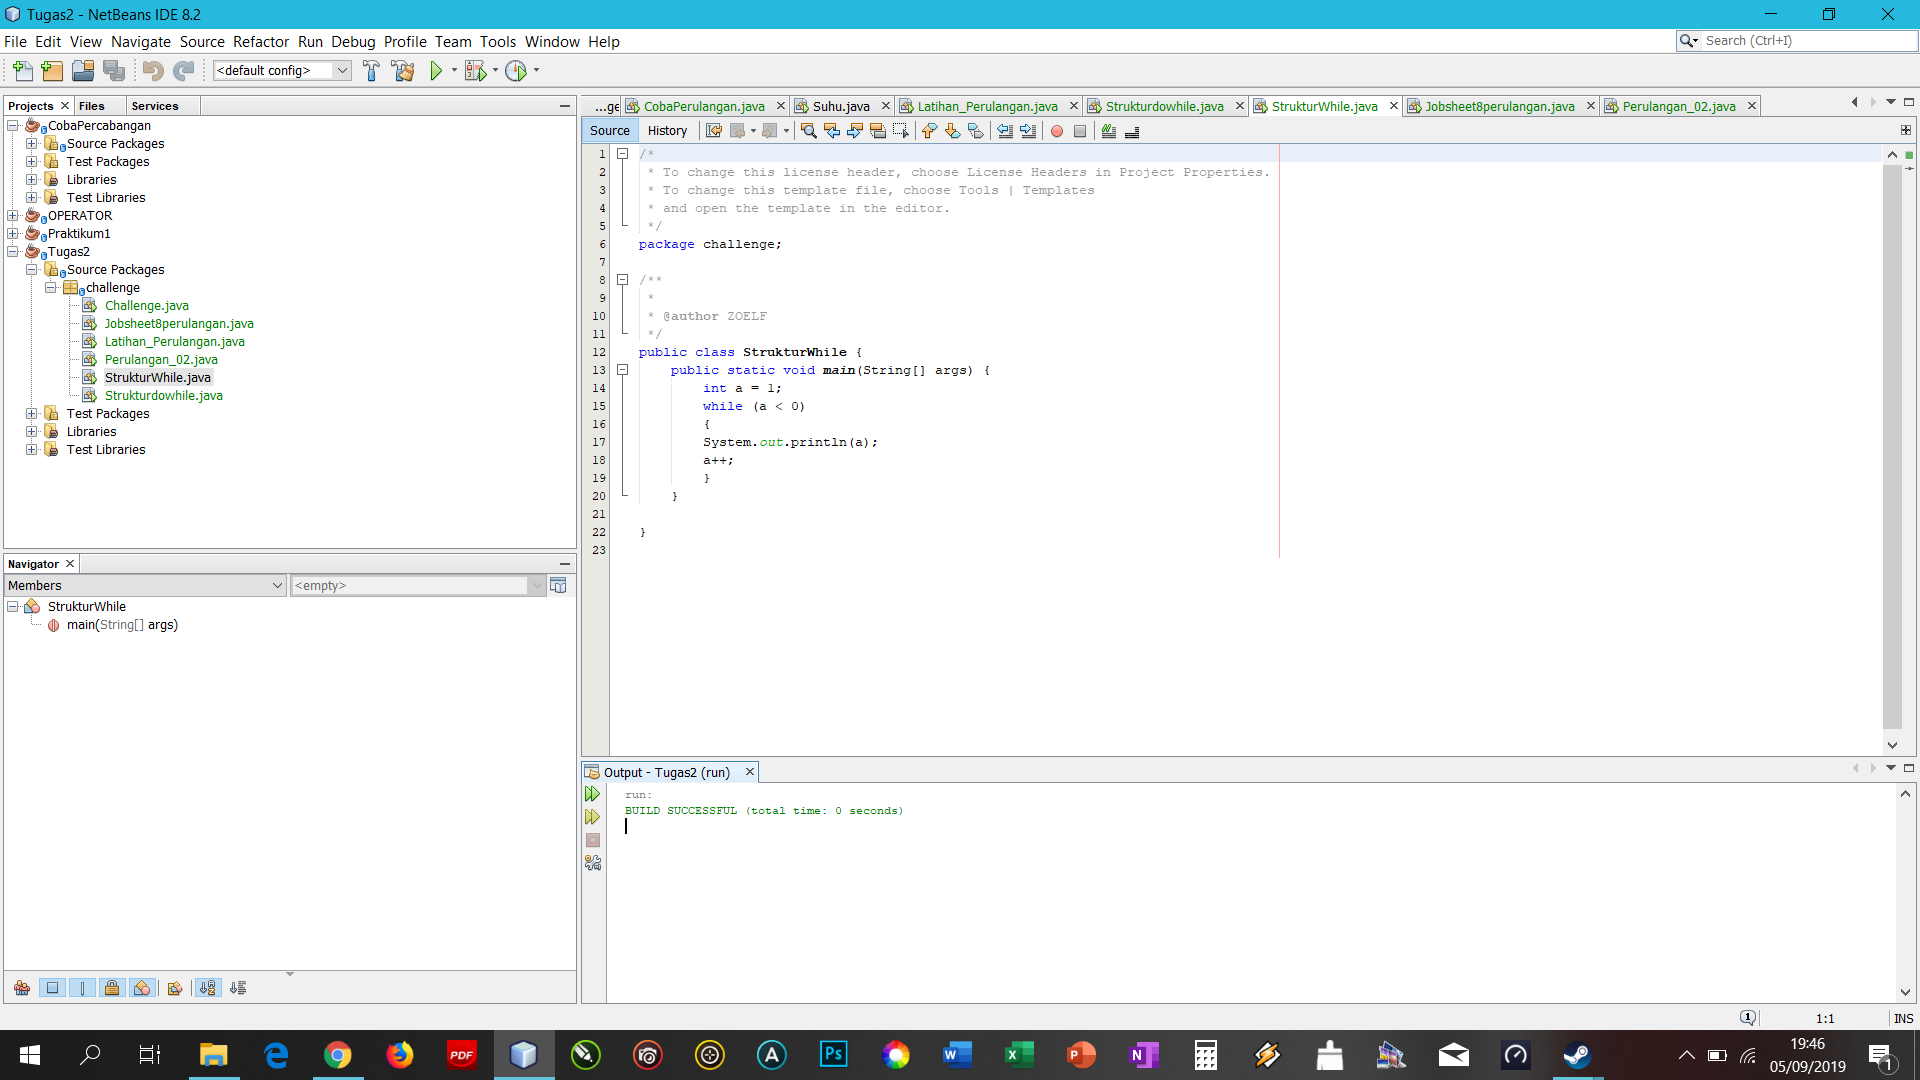 Tugas2 - NetBeans IDE 8.2
File Edit View Navigate Source Refactor Run Debug Profile Team Tools Window Help
Search (Ctrl+I)
<default config>
Projects Files Services
CobaPercabangan
Source Packages
Test Packages
Libraries
Test Libraries
OPERATOR
Praktikum1
Tugas2
Source Packages
challenge
Challenge.java
Jobsheet8perulangan.java
Latihan_Perulangan.java
Perulangan_02.java
StrukturWhile.java
Strukturdowhile.java
Test Packages
Libraries
Test Libraries
Navigator
Members <empty>
StrukturWhile
main(String[] args)
...ge CobaPerulangan.java Suhu.java Latihan_Perulangan.java Strukturdowhile.java StrukturWhile.java Jobsheet8perulangan.java Perulangan_02.java
Source History
1 /*
2 * To change this license header, choose License Headers in Project Properties.
3 * To change this template file, choose Tools | Templates
4 * and open the template in the editor.
5 */
6 package challenge;
7
8 /**
9 *
10 * @author ZOELF
11 */
12 public class StrukturWhile {
13 public static void main(String[] args) {
14 int a = 1;
15 while (a < 0)
16 {
17 System.out.println(a);
18 a++;
19 }
20 }
21
22 }
23
Output - Tugas2 (run)
run:
BUILD SUCCESSFUL (total time: 0 seconds)
1:1 INS
PDF
Ps
19:46
05/09/2019
1